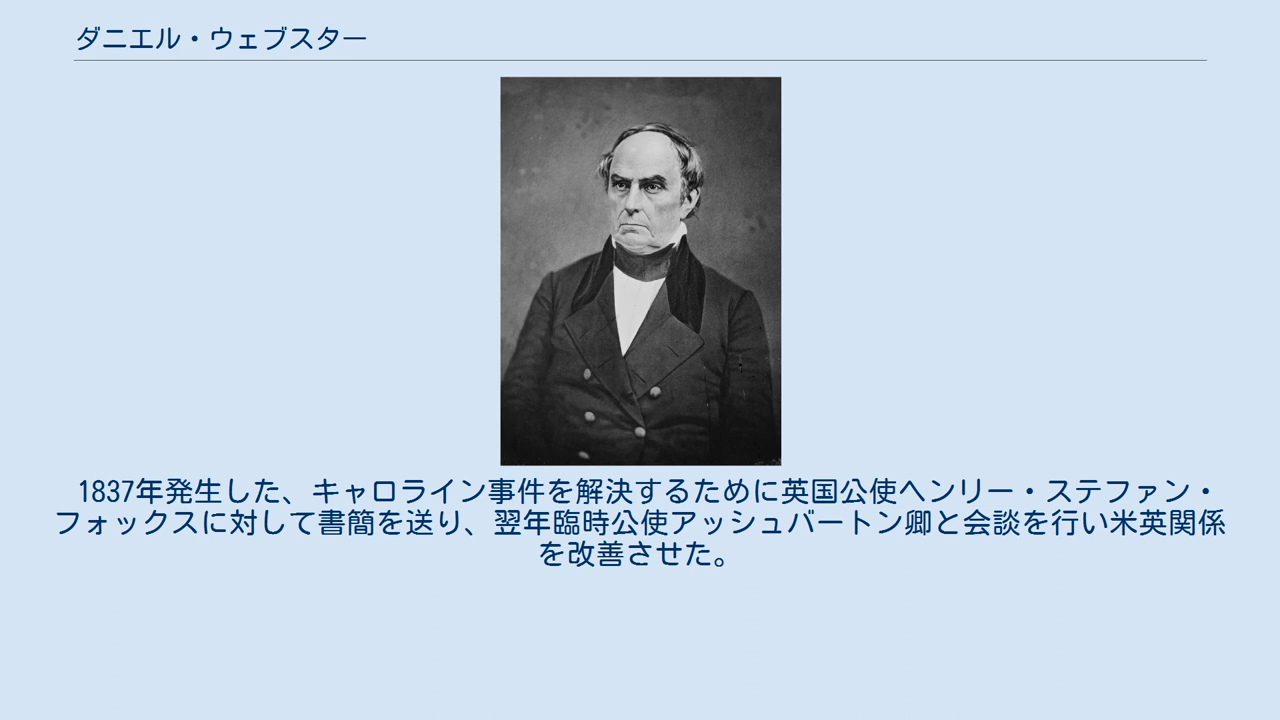 ダニエル・ウェブスター
1837年発生した、キャロライン事件を解決するために英国公使ヘンリー・ステファン・
フォックスに対して書簡を送り、翌年臨時公使アッシュバートン卿と会談を行い米英関係
を改善させた。